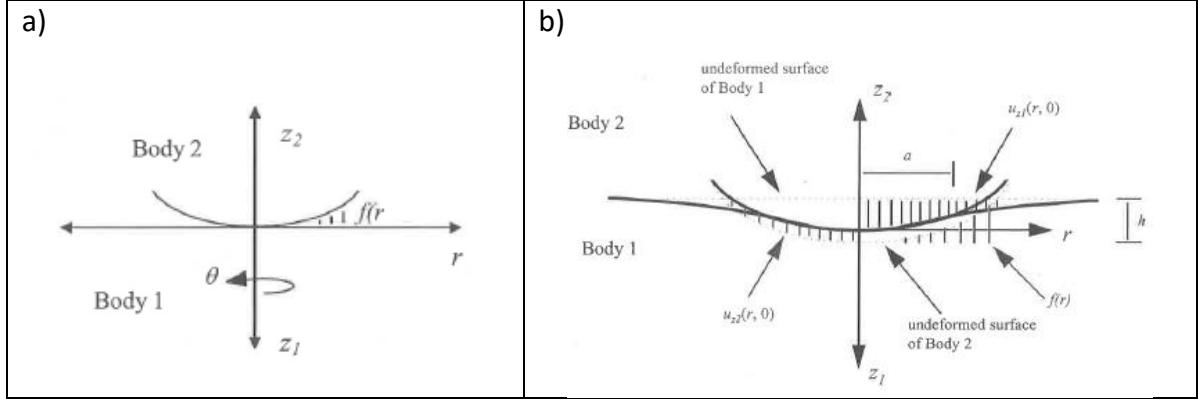 a)
z₂
Body 2
f(r
r
θ
Body 1
z₁
b)
undeformed surface
of Body 1
z₂
u_z1(r, 0)
Body 2
a
h
r
Body 1
f(r)
u_z2(r, 0)
undeformed surface
of Body 2
z₁